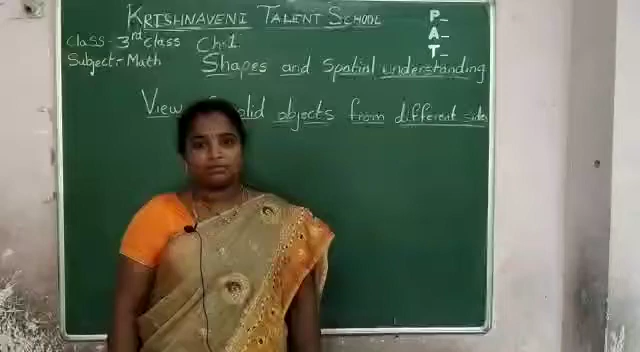 KRISHNAVENI TALENT SCHOOL
P-
A-
T-
Class - 3rd class Ch:1
Subject:- Math
Shapes and Spatial understanding
View solid objects from different sides